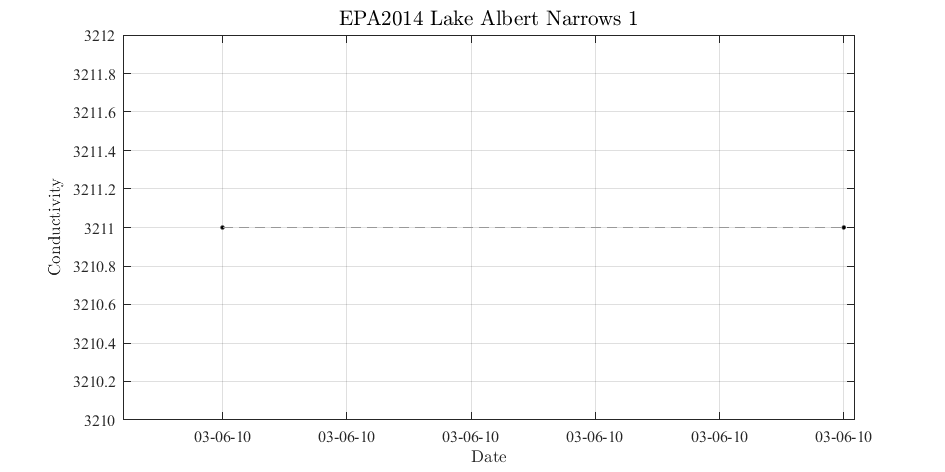 EPA2014 Lake Albert Narrows 1
3212
3211.8
3211.6
3211.4
3211.2
3211
3210.8
3210.6
3210.4
3210.2
3210
Conductivity
03-06-10 03-06-10 03-06-10 03-06-10 03-06-10 03-06-10
Date